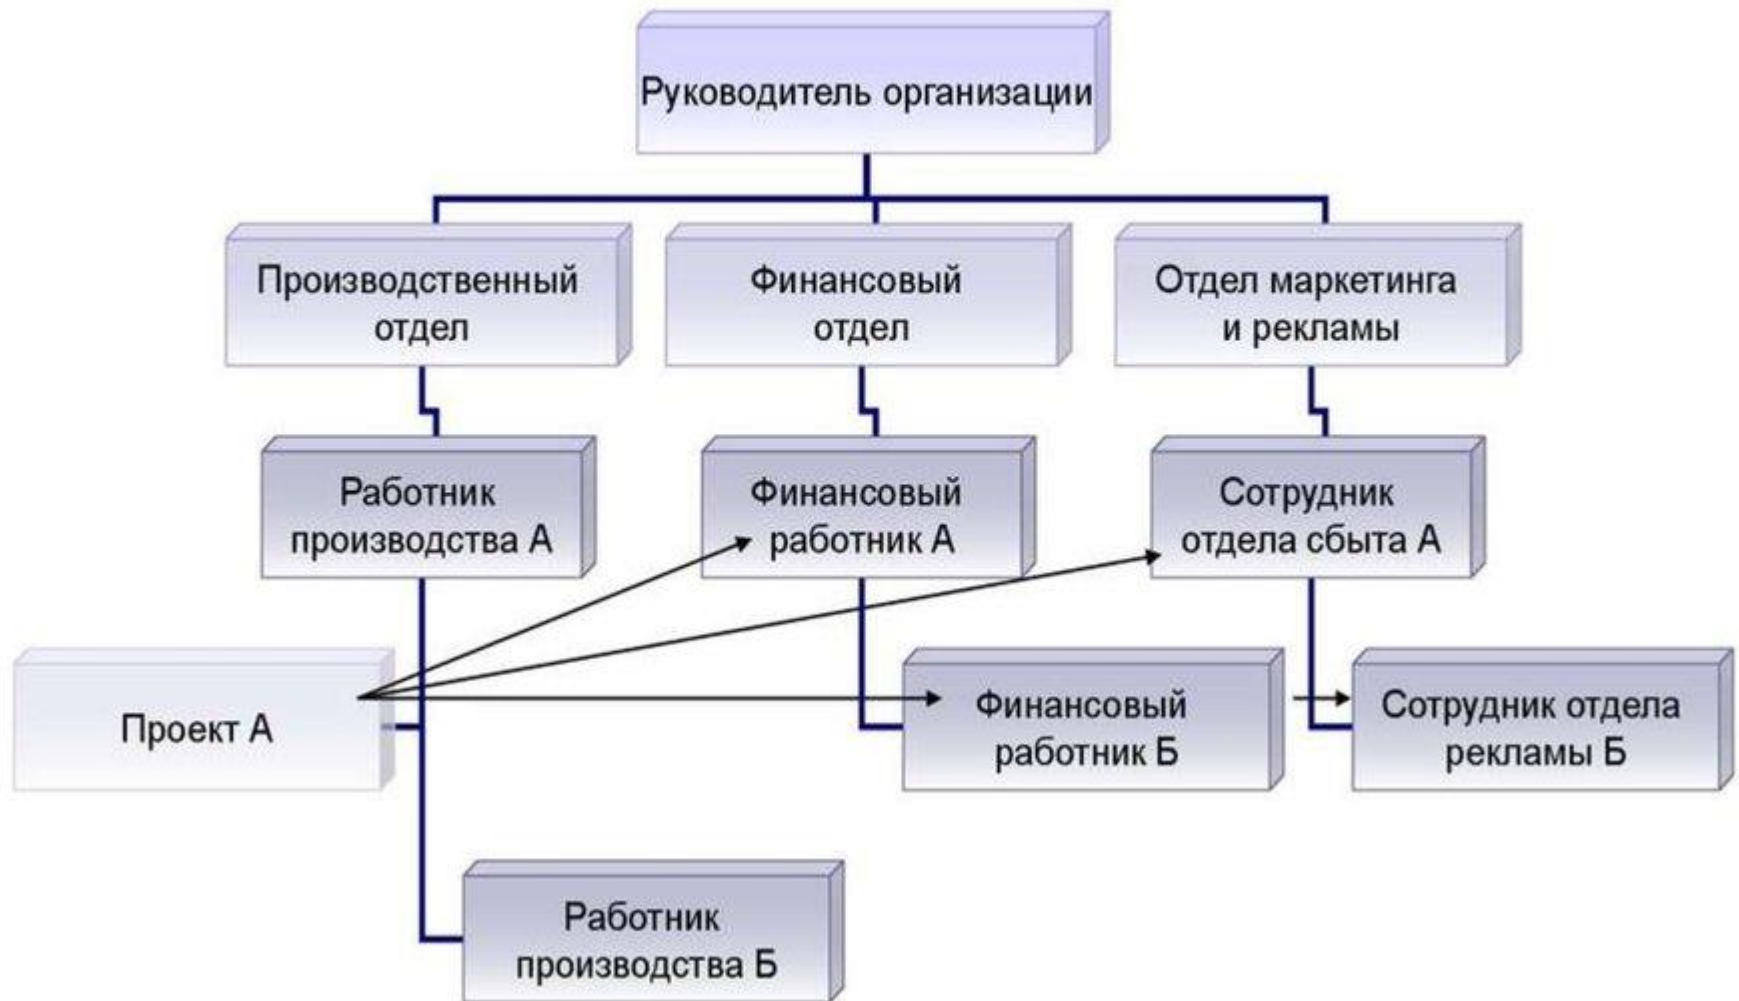 Руководитель организации
Производственный
отдел
Финансовый
отдел
Отдел маркетинга
и рекламы
Работник
производства А
Финансовый
работник А
Сотрудник
отдела сбыта А
Проект А
Финансовый
работник Б
Сотрудник отдела
рекламы Б
Работник
производства Б